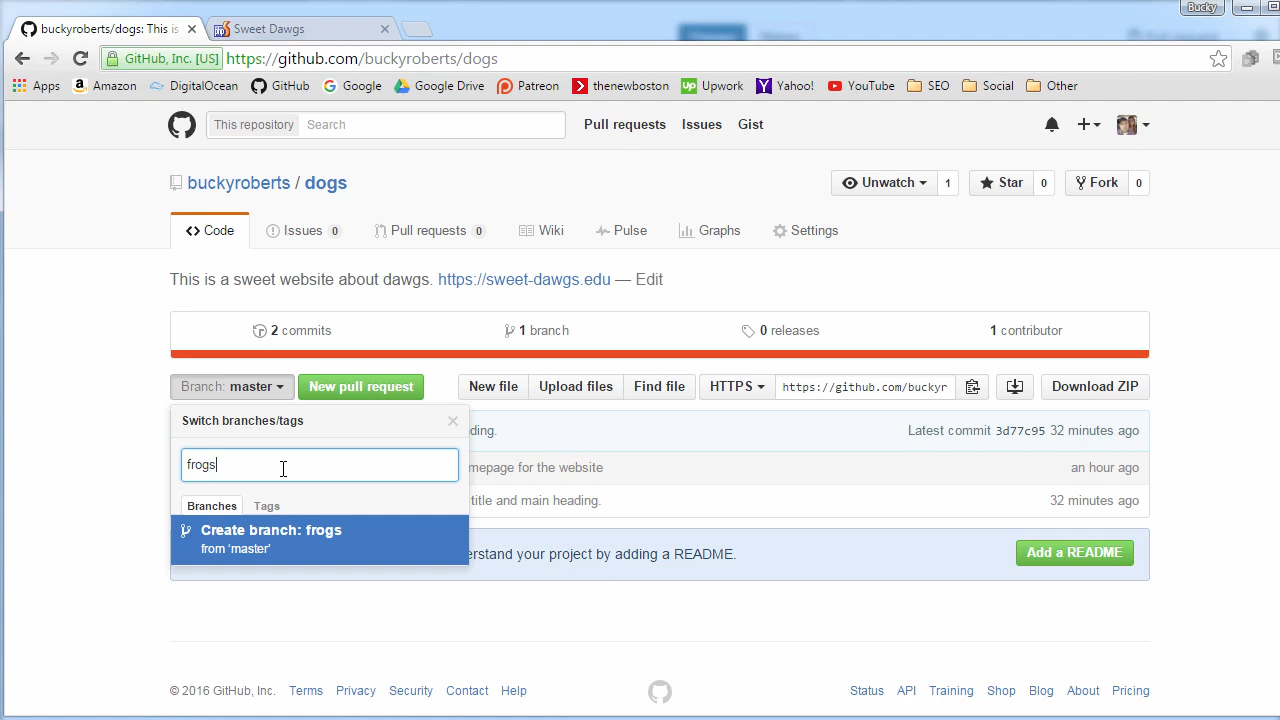 Bucky
buckyroberts/dogs: This is
Sweet Dawgs
GitHub, Inc. [US] https://github.com/buckyroberts/dogs
Apps Amazon DigitalOcean GitHub Google Google Drive Patreon thenewboston Upwork Yahoo! YouTube SEO Social Other
This repository Search Pull requests Issues Gist
buckyroberts / dogs
Unwatch 1 Star 0 Fork 0
Code Issues 0 Pull requests 0 Wiki Pulse Graphs Settings
This is a sweet website about dawgs. https://sweet-dawgs.edu — Edit
2 commits 1 branch 0 releases 1 contributor
Branch: master New pull request New file Upload files Find file HTTPS https://github.com/buckyr Download ZIP
Switch branches/tags
ding. Latest commit 3d77c95 32 minutes ago
frogs
mepage for the website an hour ago
Branches Tags
title and main heading. 32 minutes ago
Create branch: frogs
from ‘master’
erstand your project by adding a README. Add a README
© 2016 GitHub, Inc. Terms Privacy Security Contact Help Status API Training Shop Blog About Pricing